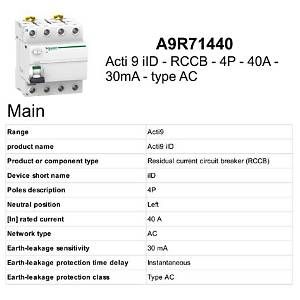 A9R71440
Acti 9 iID - RCCB - 4P - 40A -
30mA - type AC
Main
Range Acti9
product name Acti9 iID
Product or component type Residual current circuit breaker (RCCB)
Device short name iID
Poles description 4P
Neutral position Left
[In] rated current 40 A
Network type AC
Earth-leakage sensitivity 30 mA
Earth-leakage protection time delay Instantaneous
Earth-leakage protection class Type AC